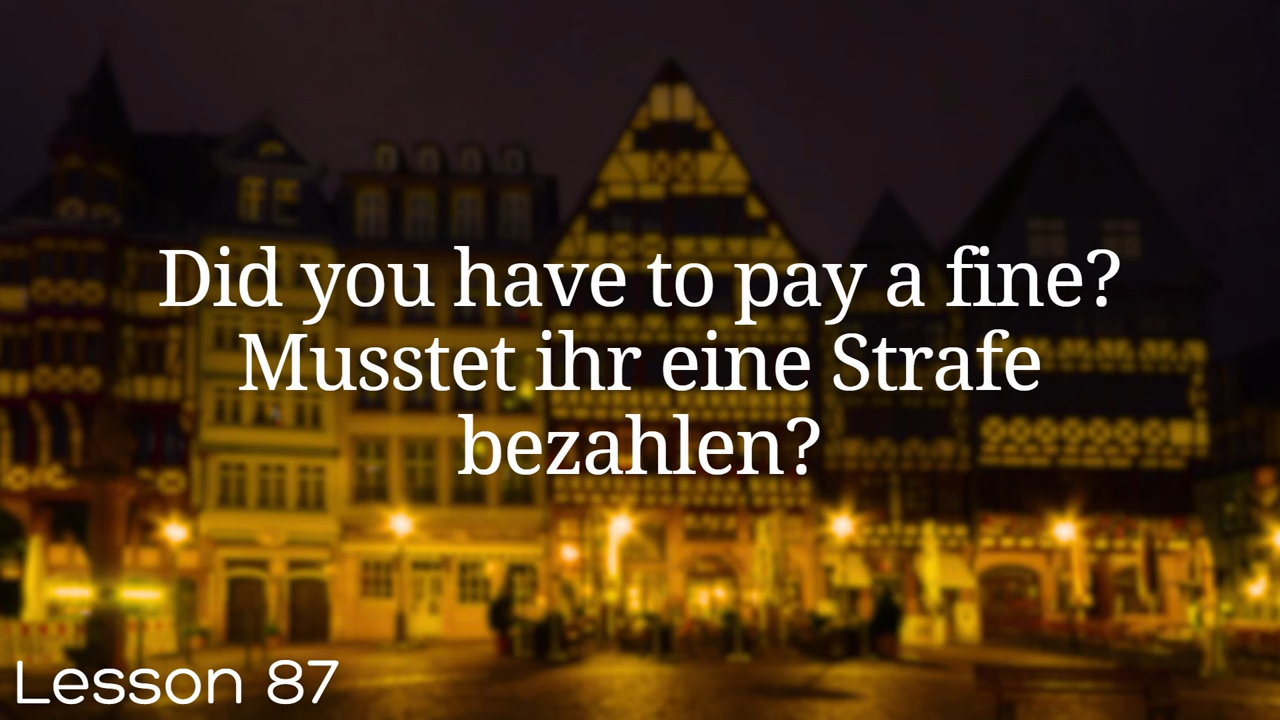 Did you have to pay a fine?
Musstet ihr eine Strafe
bezahlen?
Lesson 87